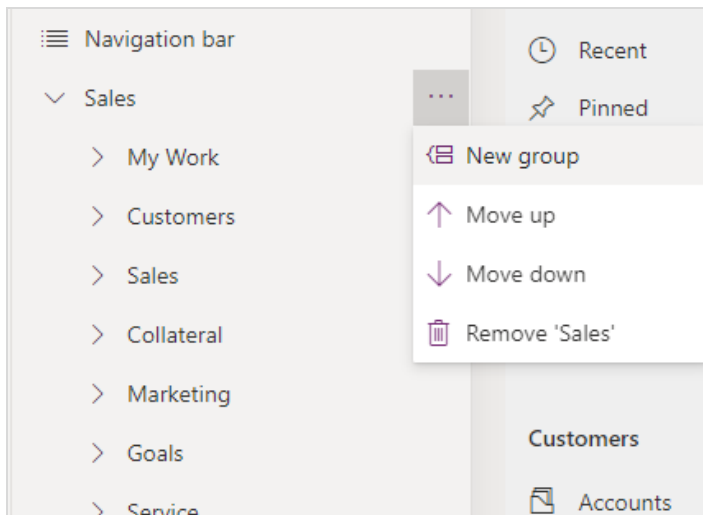 Navigation bar
Sales
My Work
Customers
Sales
Collateral
Marketing
Goals
Service
Recent
Pinned
New group
Move up
Move down
Remove 'Sales'
Customers
Accounts